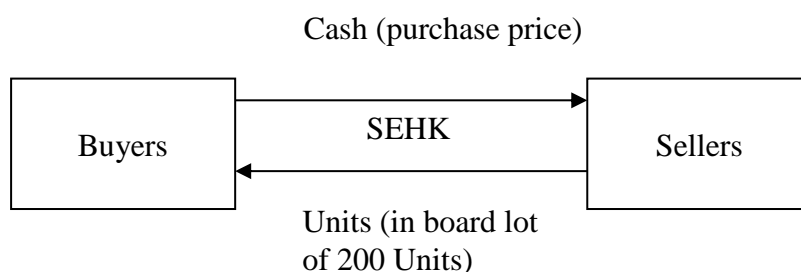 Cash (purchase price)
Buyers
SEHK
Sellers
Units (in board lot
of 200 Units)